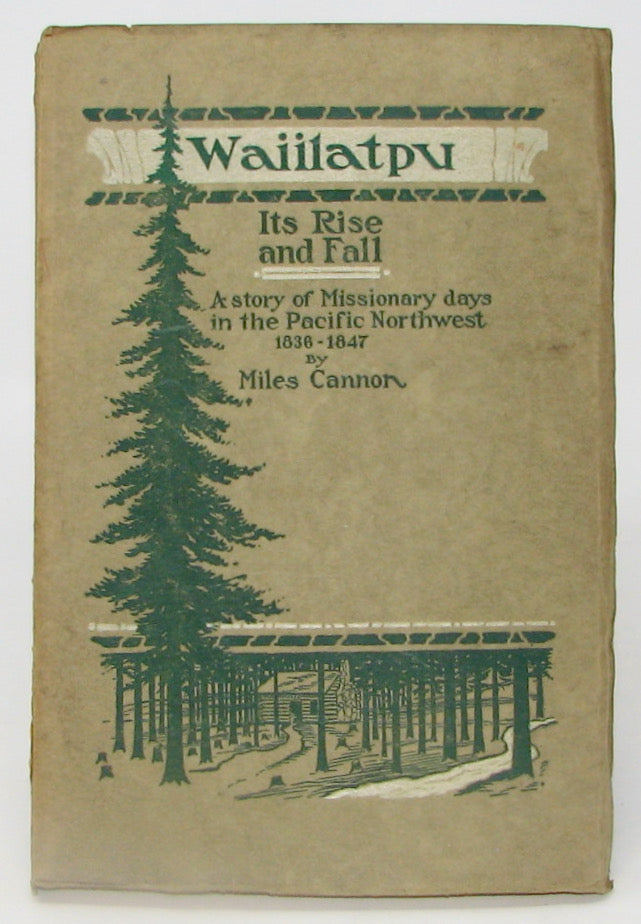 Waiilatpu
Its Rise
and Fall
A story of Missionary days
in the Pacific Northwest
1836-1847
By
Miles Cannon